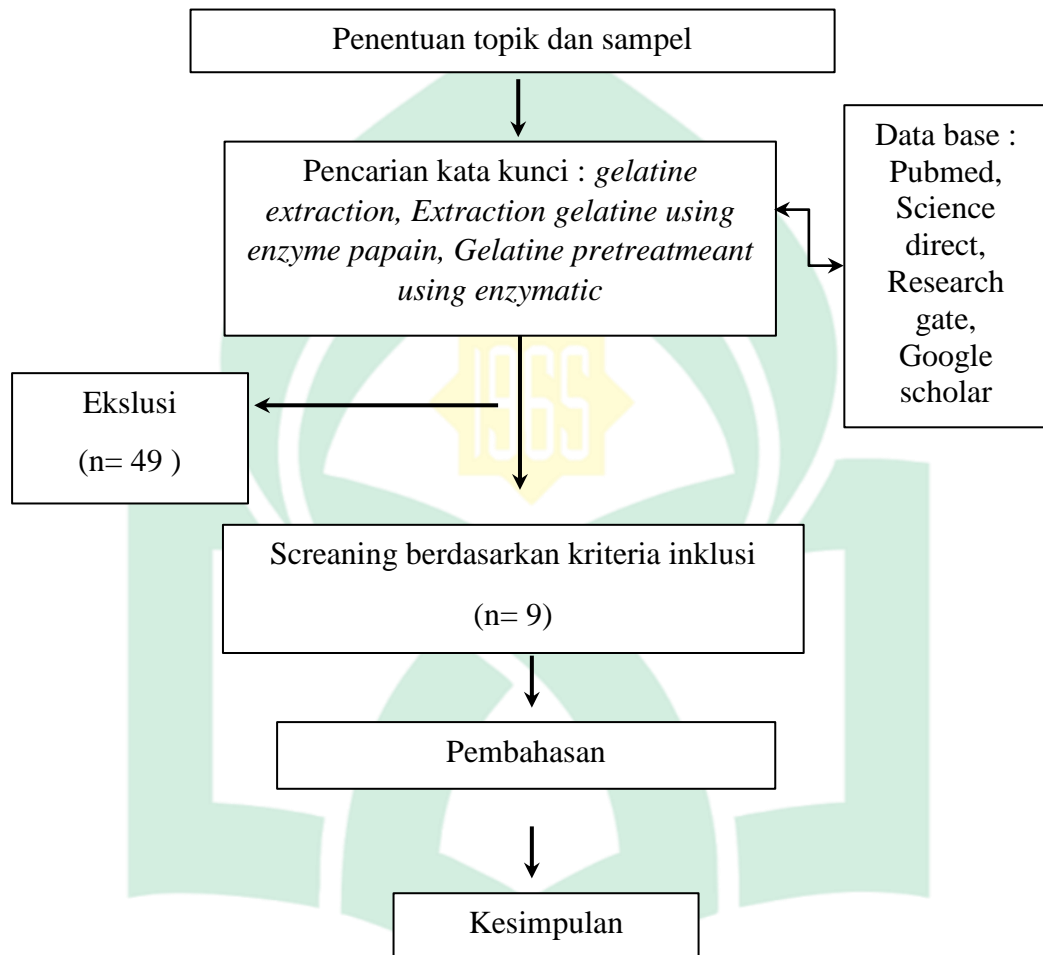 Penentuan topik dan sampel
Pencarian kata kunci : gelatine
extraction, Extraction gelatine using
enzyme papain, Gelatine pretreatmeant
using enzymatic
Data base :
Pubmed,
Science
direct,
Research
gate,
Google
scholar
1965
Ekslusi
(n= 49 )
Screaning berdasarkan kriteria inklusi
(n= 9)
Pembahasan
Kesimpulan